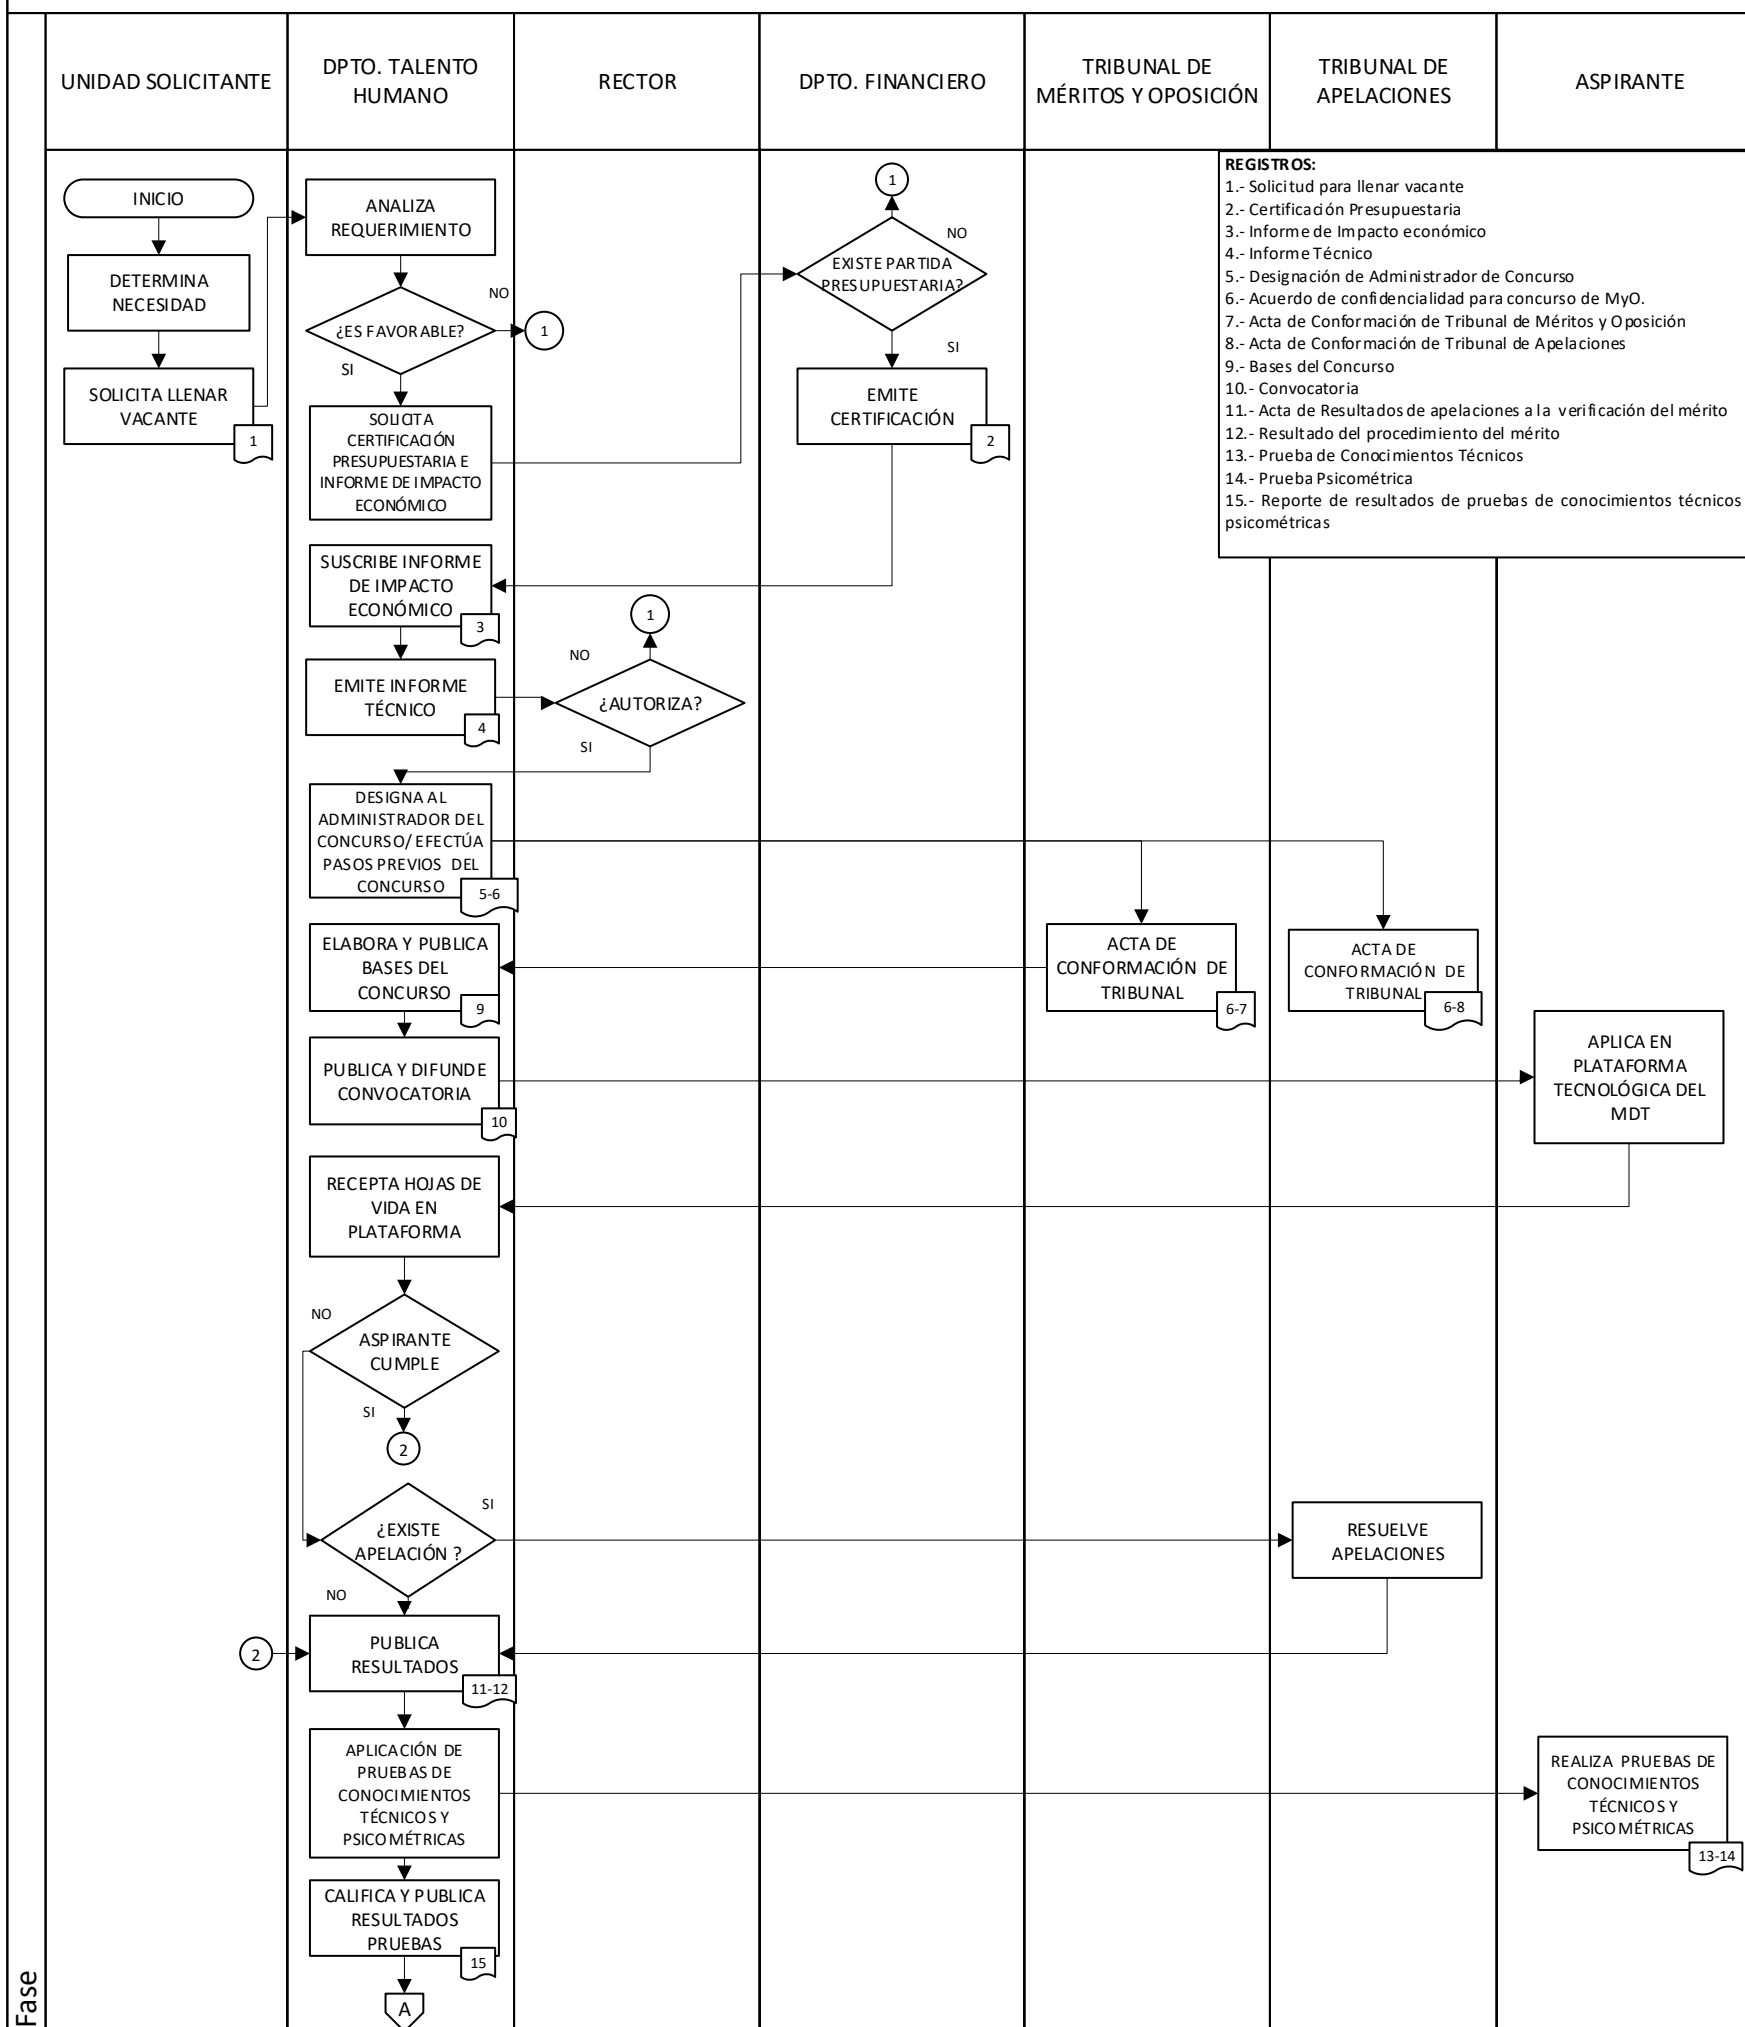 UNIDAD SOLICITANTE
DPTO. TALENTO
HUMANO
RECTOR
DPTO. FINANCIERO
TRIBUNAL DE
MÉRITOS Y OPOSICIÓN
TRIBUNAL DE
APELACIONES
ASPIRANTE
INICIO
DETERMINA
NECESIDAD
SOLICITA LLENAR
VACANTE
1
ANALIZA
REQUERIMIENTO
¿ES FAVORABLE?
NO
1
SI
SOLICITA
CERTIFICACIÓN
PRESUPUESTARIA E
INFORME DE IMPACTO
ECONÓMICO
1
NO
EXISTE PARTIDA
PRESUPUESTARIA?
SI
EMITE
CERTIFICACIÓN
2
REGISTROS:
1.- Solicitud para llenar vacante
2.- Certificación Presupuestaria
3.- Informe de Impacto económico
4.- Informe Técnico
5.- Designación de Administrador de Concurso
6.- Acuerdo de confidencialidad para concurso de MyO.
7.- Acta de Conformación de Tribunal de Méritos y Oposición
8.- Acta de Conformación de Tribunal de Apelaciones
9.- Bases del Concurso
10.- Convocatoria
11.- Acta de Resultados de apelaciones a la verificación del mérito
12.- Resultado del procedimiento del mérito
13.- Prueba de Conocimientos Técnicos
14.- Prueba Psicométrica
15.- Reporte de resultados de pruebas de conocimientos técnicos
psicométricas
SUSCRIBE INFORME
DE IMPACTO
ECONÓMICO
3
EMITE INFORME
TÉCNICO
4
1
NO
¿AUTORIZA?
SI
DESIGNA AL
ADMINISTRADOR DEL
CONCURSO/ EFECTÚA
PASOS PREVIOS DEL
CONCURSO
5-6
ELABORA Y PUBLICA
BASES DEL
CONCURSO
9
ACTA DE
CONFORMACIÓN DE
TRIBUNAL
6-7
ACTA DE
CONFORMACIÓN DE
TRIBUNAL
6-8
PUBLICA Y DIFUNDE
CONVOCATORIA
10
APLICA EN
PLATAFORMA
TECNOLÓGICA DEL
MDT
RECEPTA HOJAS DE
VIDA EN
PLATAFORMA
NO
ASPIRANTE
CUMPLE
SI
2
SI
¿EXISTE
APELACIÓN ?
NO
RESUELVE
APELACIONES
2
PUBLICA
RESULTADOS
11-12
APLICACIÓN DE
PRUEBAS DE
CONOCIMIENTOS
TÉCNICOS Y
PSICOMÉTRICAS
REALIZA PRUEBAS DE
CONOCIMIENTOS
TÉCNICOS Y
PSICOMÉTRICAS
13-14
CALIFICA Y PUBLICA
RESULTADOS
PRUEBAS
15
A
Fase